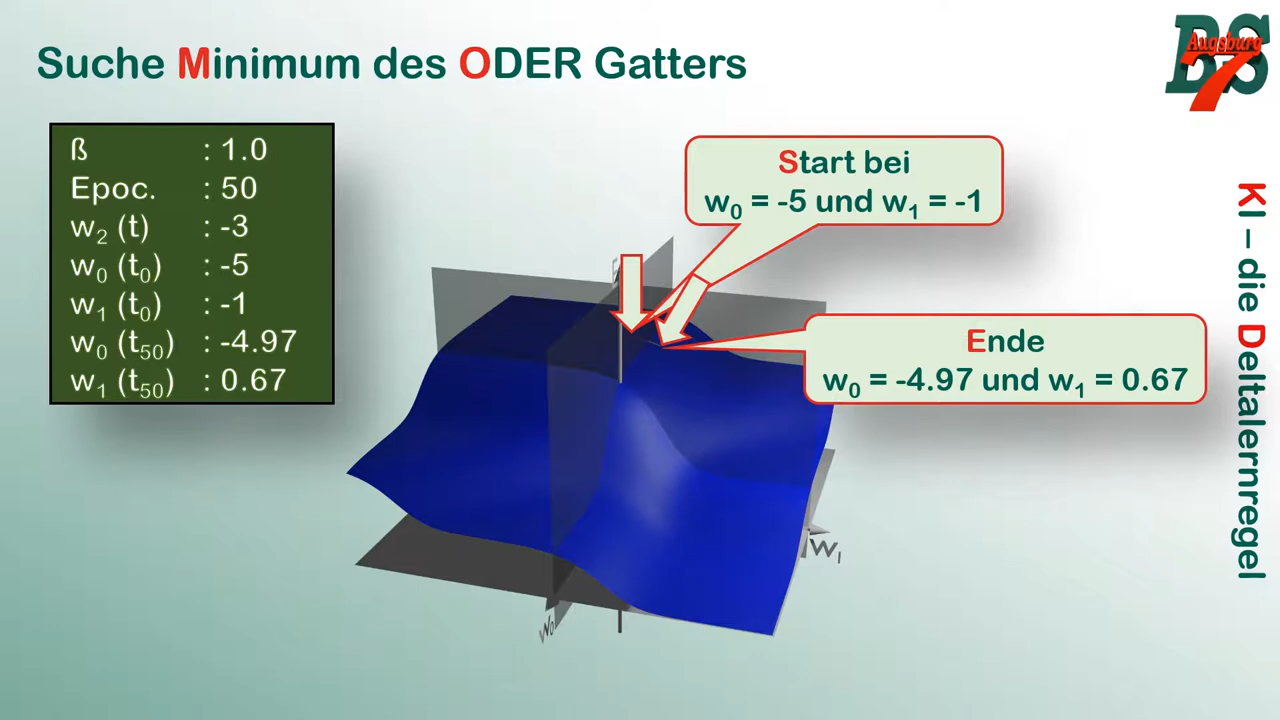 Suche Minimum des ODER Gatters
BS
Augsburg
7
ß : 1.0
Epoc. : 50
w₂ (t) : -3
w₀ (t₀) : -5
w₁ (t₀) : -1
w₀ (t₅₀) : -4.97
w₁ (t₅₀) : 0.67
Start bei
w₀ = -5 und w₁ = -1
Ende
w₀ = -4.97 und w₁ = 0.67
w₁
w₀
KI – die Deltalernregel